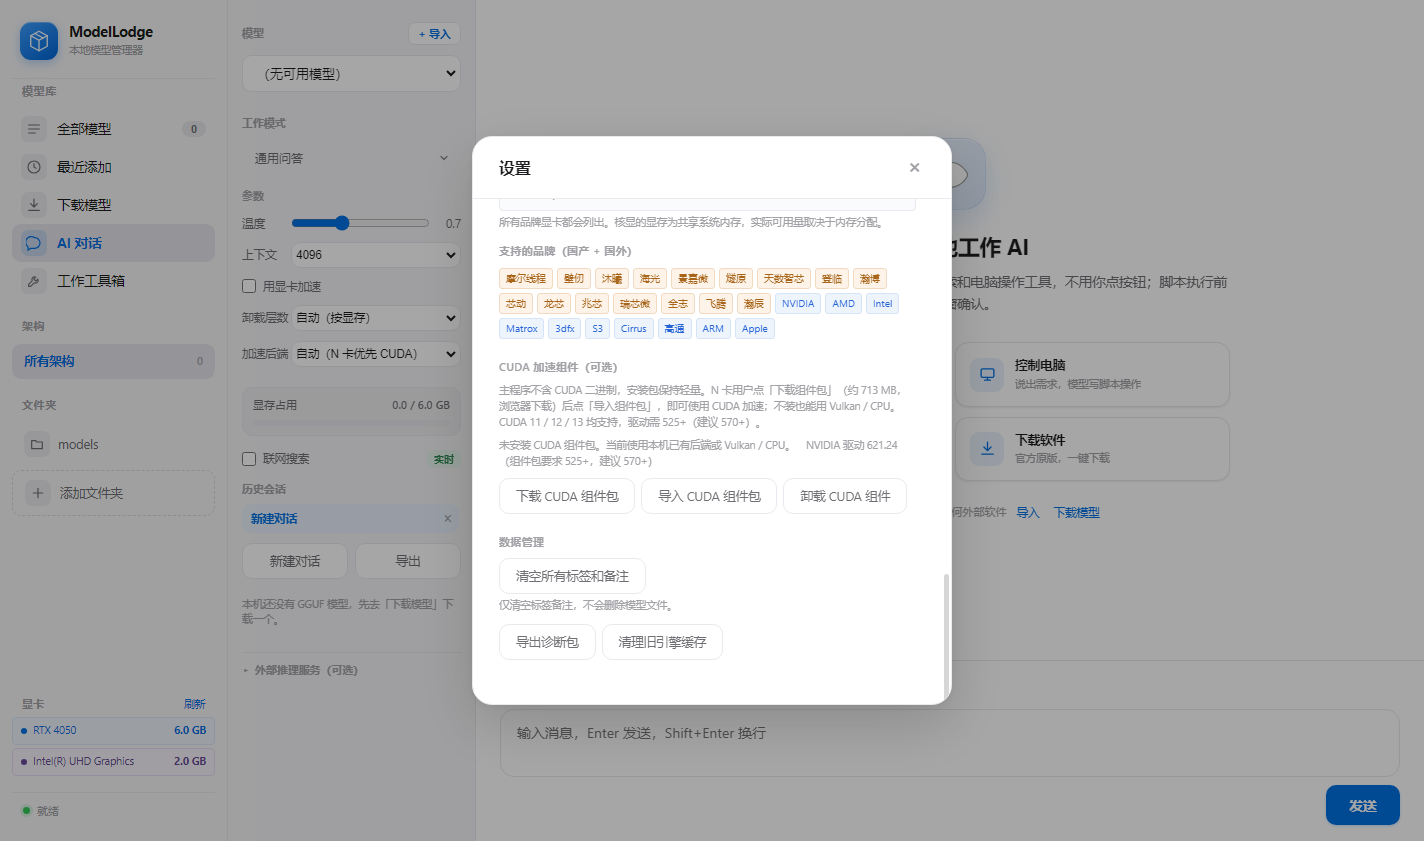 ModelLodge
本地模型管理器
模型库
全部模型 0
最近添加
下载模型
AI 对话
工作工具箱
架构
所有架构 0
文件夹
models
添加文件夹
显卡 刷新
RTX 4050 6.0 GB
Intel(R) UHD Graphics 2.0 GB
就绪
模型 + 导入
(无可用模型)
工作模式
通用问答
参数
温度 0.7
上下文 4096
用显卡加速
卸载层数 自动（按显存）
加速后端 自动（N 卡优先 CUDA）
显存占用 0.0 / 6.0 GB
联网搜索 实时
历史会话
新建对话 ×
新建对话 导出
本机还没有 GGUF 模型，先去「下载模型」下
载一个。
外部推理服务（可选）
设置 ×
所有品牌显卡都会列出。核显的显存为共享系统内存，实际可用量取决于内存分配。
支持的品牌（国产 + 国外）
摩尔线程 壁仞 沐曦 海光 景嘉微 燧原 天数智芯 登临 瀚博
芯动 龙芯 兆芯 瑞芯微 全志 飞腾 瀚辰 NVIDIA AMD Intel
Matrox 3dfx S3 Cirrus 高通 ARM Apple
CUDA 加速组件（可选）
主程序不含 CUDA 二进制，安装包保持轻量。N 卡用户点「下载组件包」（约 713 MB，
浏览器下载）后点「导入组件包」，即可使用 CUDA 加速；不装也能用 Vulkan / CPU。
CUDA 11 / 12 / 13 均支持，驱动需 525+（建议 570+）。
未安装 CUDA 组件包。当前使用本机已有后端或 Vulkan / CPU。 NVIDIA 驱动 621.24
（组件包要求 525+，建议 570+）
下载 CUDA 组件包 导入 CUDA 组件包 卸载 CUDA 组件
数据管理
清空所有标签和备注
仅清空标签备注，不会删除模型文件。
导出诊断包 清理旧引擎缓存
工作 AI
索和电脑操作工具，不用你点按钮；脚本执行前
确认。
控制电脑
说出需求，模型写脚本操作
下载软件
官方原版，一键下载
何外部软件 导入 下载模型
输入消息，Enter 发送，Shift+Enter 换行
发送